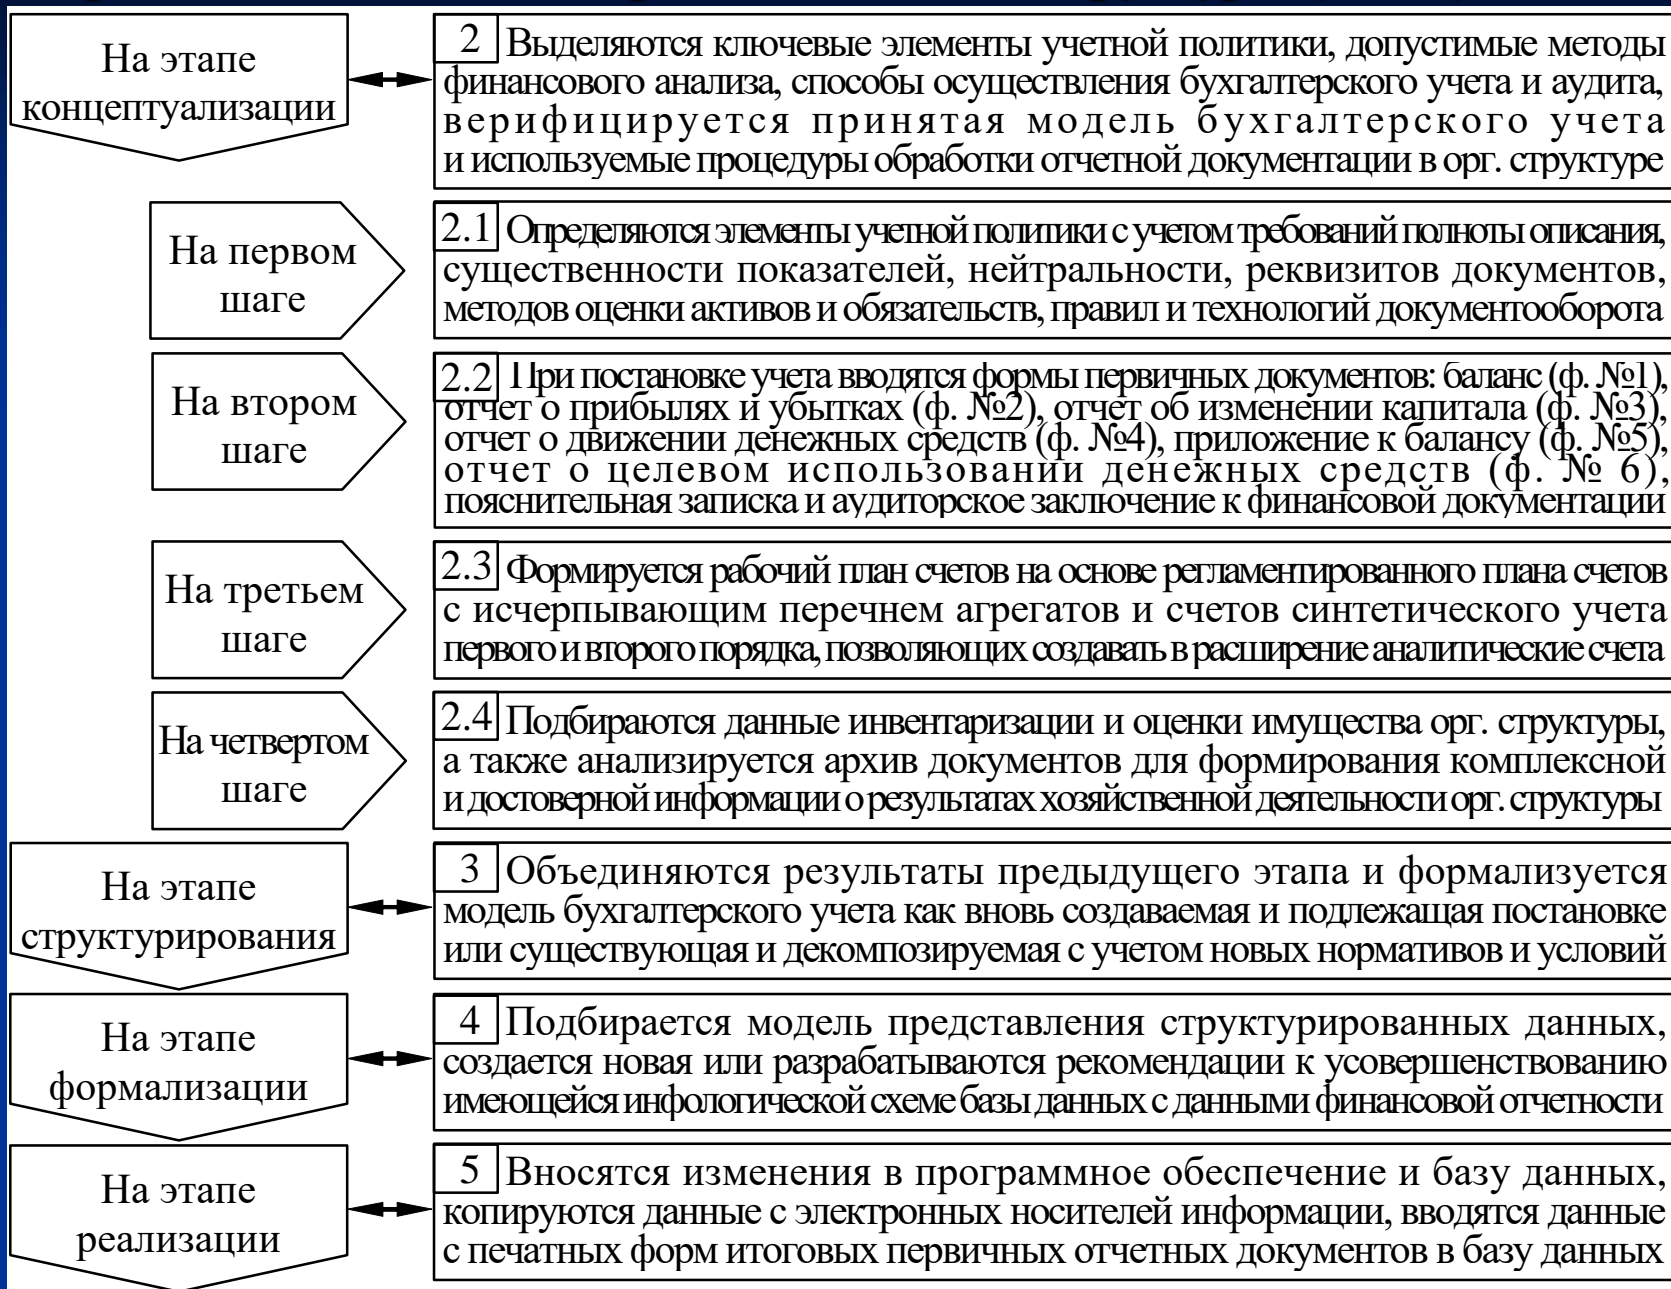 На этапе
концептуализации
2 Выделяются ключевые элементы учетной политики, допустимые методы
финансового анализа, способы осуществления бухгалтерского учета и аудита,
верифицируется принятая модель бухгалтерского учета
и используемые процедуры обработки отчетной документации в орг. структуре
На первом
шаге
2.1 Определяются элементы учетной политики с учетом требований полноты описания,
существенности показателей, нейтральности, реквизитов документов,
методов оценки активов и обязательств, правил и технологий документооборота
На втором
шаге
2.2 При постановке учета вводятся формы первичных документов: баланс (ф. №1),
отчет о прибылях и убытках (ф. №2), отчет об изменении капитала (ф. №3),
отчет о движении денежных средств (ф. №4), приложение к балансу (ф. №5),
отчет о целевом использовании денежных средств (ф. № 6),
пояснительная записка и аудиторское заключение к финансовой документации
На третьем
шаге
2.3 Формируется рабочий план счетов на основе регламентированного плана счетов
с исчерпывающим перечнем агрегатов и счетов синтетического учета
первого и второго порядка, позволяющих создавать в расширение аналитические счета
На четвертом
шаге
2.4 Подбираются данные инвентаризации и оценки имущества орг. структуры,
а также анализируется архив документов для формирования комплексной
и достоверной информации о результатах хозяйственной деятельности орг. структуры
На этапе
структурирования
3 Объединяются результаты предыдущего этапа и формализуется
модель бухгалтерского учета как вновь создаваемая и подлежащая постановке
или существующая и декомпозируемая с учетом новых нормативов и условий
На этапе
формализации
4 Подбирается модель представления структурированных данных,
создается новая или разрабатываются рекомендации к усовершенствованию
имеющейся инфологической схеме базы данных с данными финансовой отчетности
На этапе
реализации
5 Вносятся изменения в программное обеспечение и базу данных,
копируются данные с электронных носителей информации, вводятся данные
с печатных форм итоговых первичных отчетных документов в базу данных